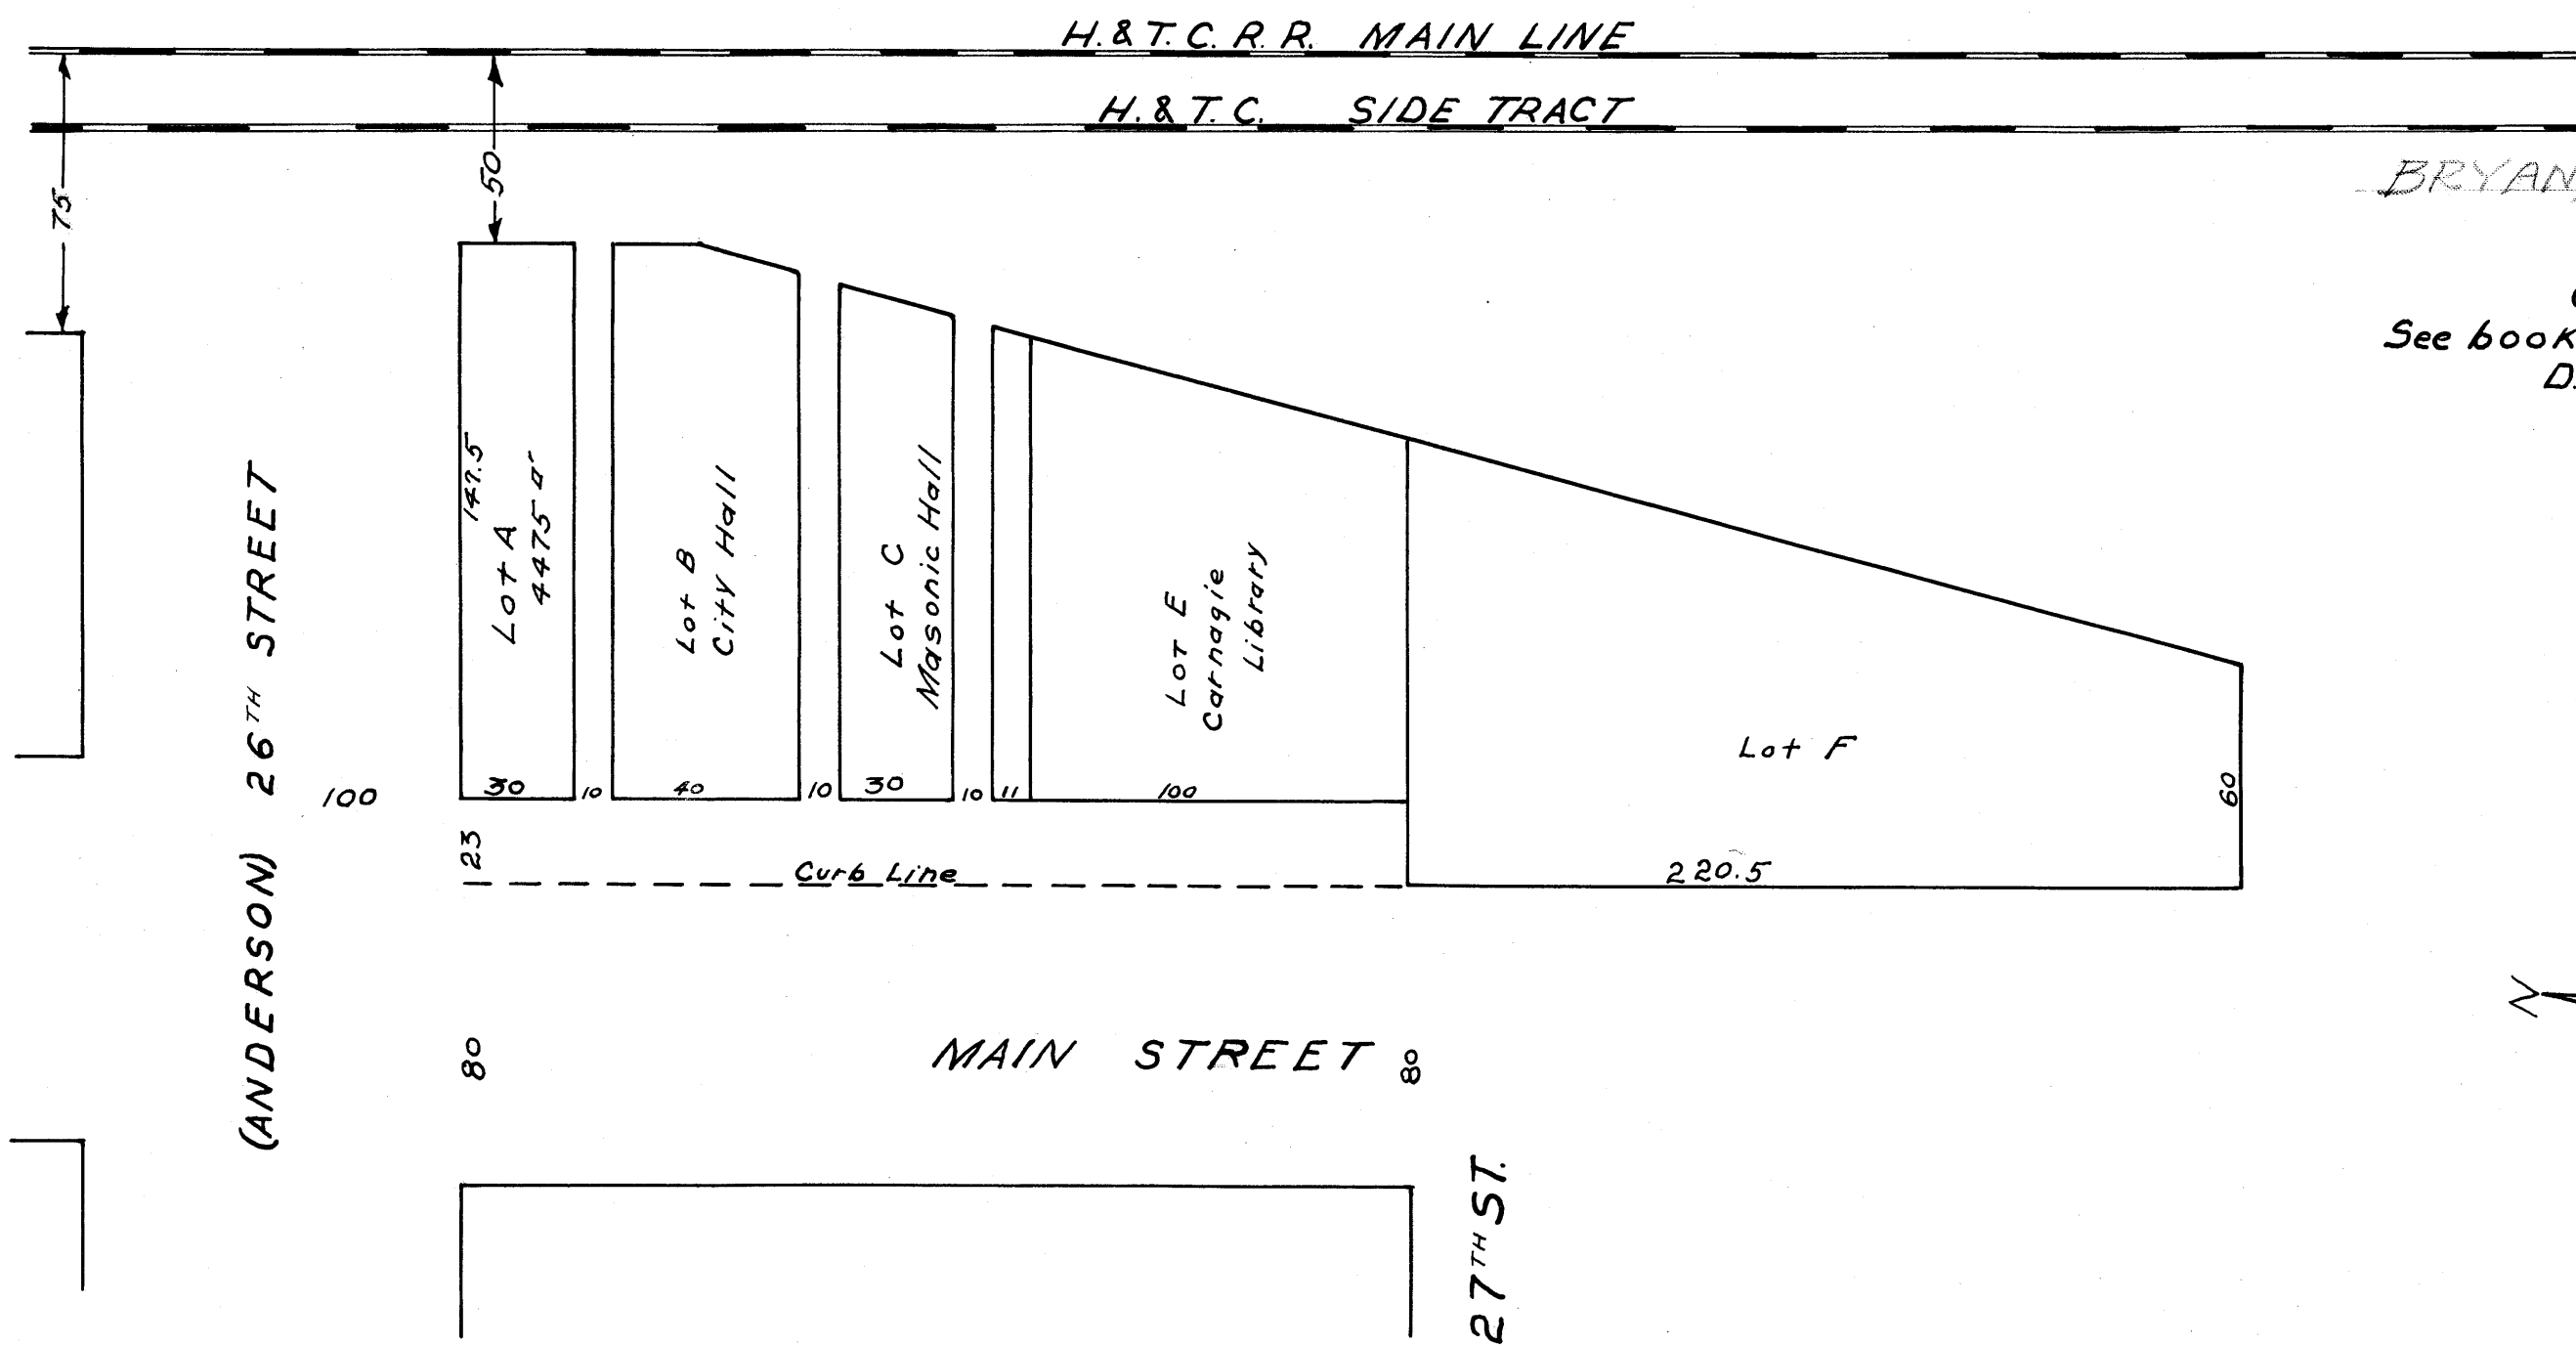 H. & T. C. R. R. MAIN LINE
H. & T. C. SIDE TRACT
BRYAN
75
50
See book
D.
147.5
Lot A
4475
Lot B
City Hall
Lot C
Masonic Hall
Lot E
Carnagie
Library
Lot F
(ANDERSON) 26TH STREET
100
30
10
40
10
30
10
11
100
60
23
Curb Line
220.5
N
80
MAIN STREET
80
27TH ST.